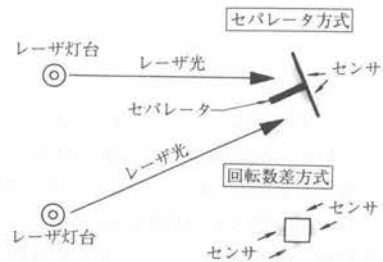 セパレータ方式
レーザ灯台
レーザ光
センサ
セパレータ
レーザ光
回転数差方式
レーザ灯台
センサ
センサ